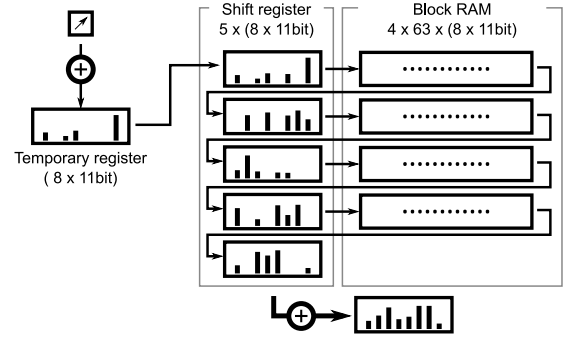 Shift register
5 x (8 x 11bit)
Block RAM
4 x 63 x (8 x 11bit)
Temporary register
( 8 x 11bit)